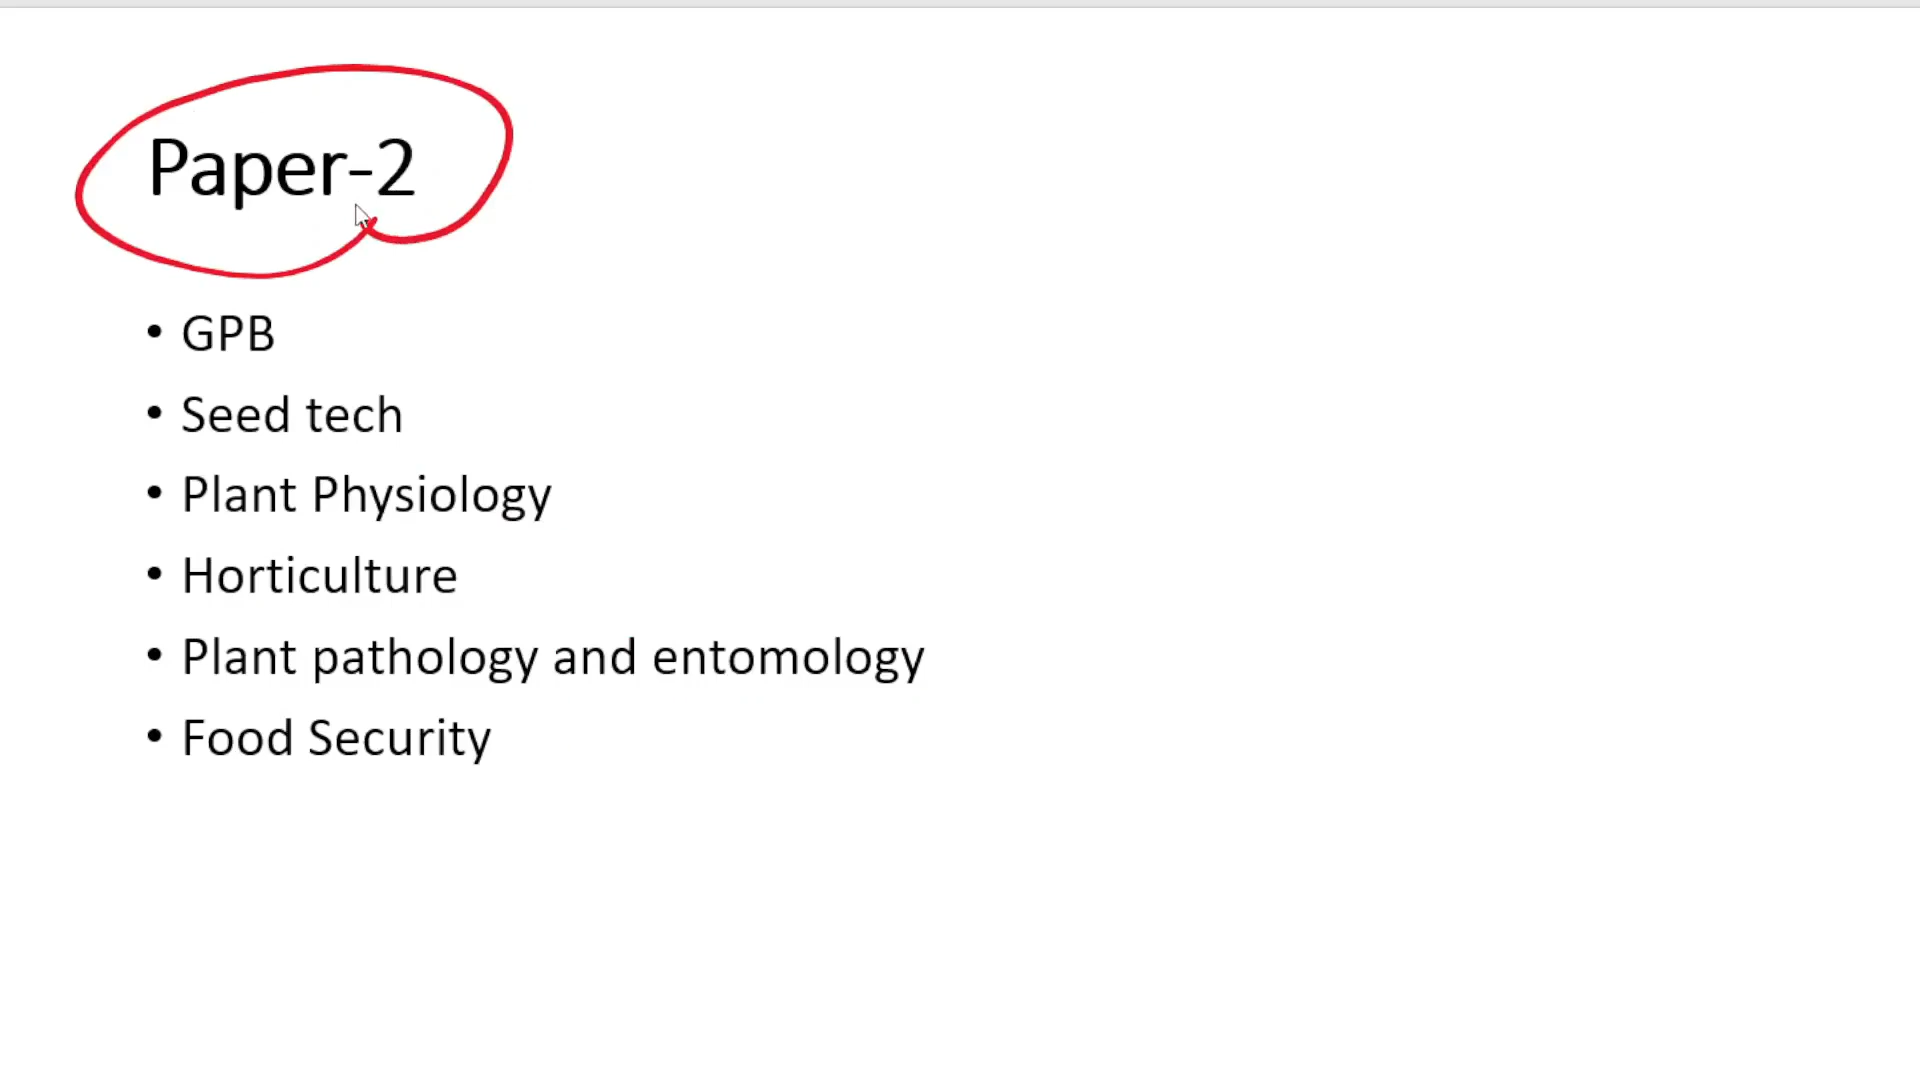 Paper-2
• GPB
• Seed tech
• Plant Physiology
• Horticulture
• Plant pathology and entomology
• Food Security